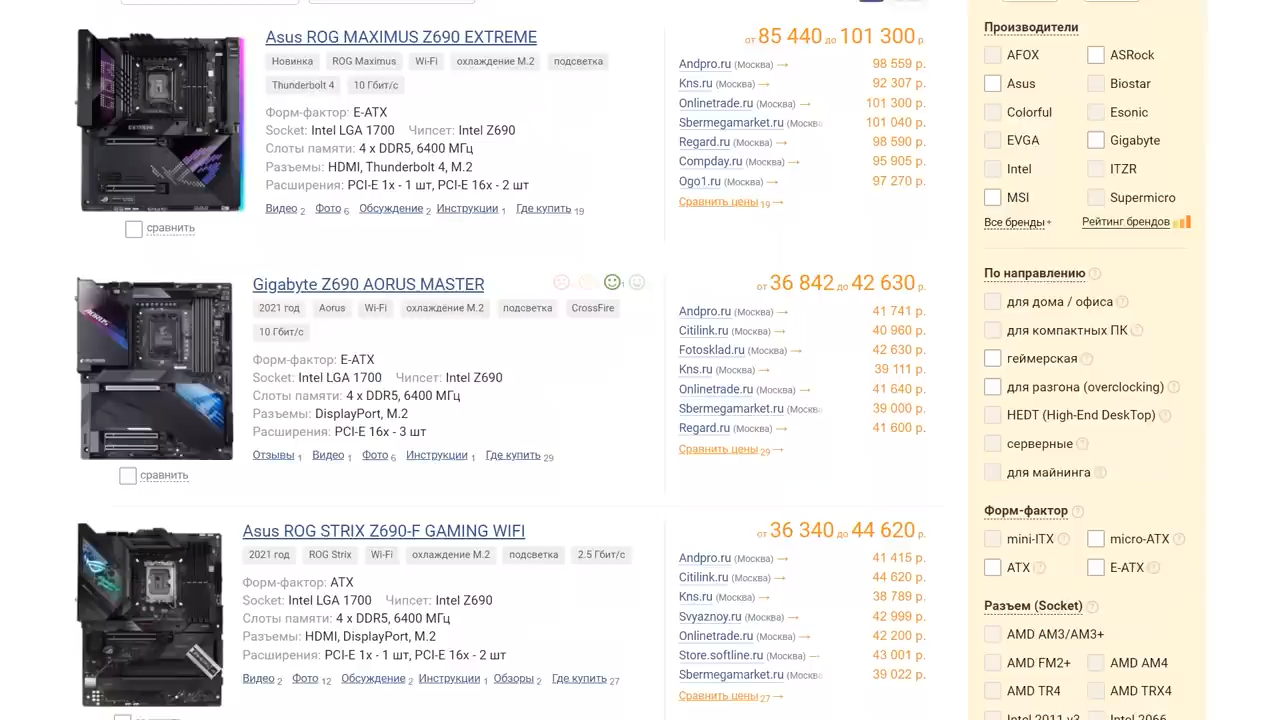 Asus ROG MAXIMUS Z690 EXTREME
Новинка ROG Maximus Wi-Fi охлаждение M.2 подсветка
Thunderbolt 4 10 Гбит/с
Форм-фактор: E-ATX
Socket: Intel LGA 1700 Чипсет: Intel Z690
Слоты памяти: 4 x DDR5, 6400 МГц
Разъемы: HDMI, Thunderbolt 4, M.2
Расширения: PCI-E 1x - 1 шт, PCI-E 16x - 2 шт
Видео 2 Фото 6 Обсуждение 2 Инструкции 1 Где купить 19
сравнить
от 85 440 до 101 300 р.
Andpro.ru (Москва) → 98 559 р.
Kns.ru (Москва) → 92 307 р.
Onlinetrade.ru (Москва) → 101 300 р.
Sbermegamarket.ru (Москва 101 040 р.
Regard.ru (Москва) → 98 590 р.
Compday.ru (Москва) → 95 905 р.
Ogo1.ru (Москва) → 97 270 р.
Сравнить цены 19 →
Gigabyte Z690 AORUS MASTER
1
2021 год Aorus Wi-Fi охлаждение M.2 подсветка CrossFire
10 Гбит/с
Форм-фактор: E-ATX
Socket: Intel LGA 1700 Чипсет: Intel Z690
Слоты памяти: 4 x DDR5, 6400 МГц
Разъемы: DisplayPort, M.2
Расширения: PCI-E 16x - 3 шт
Отзывы 1 Видео 1 Фото 6 Инструкции 1 Где купить 29
сравнить
AORUS
от 36 842 до 42 630 р.
Andpro.ru (Москва) → 41 741 р.
Citilink.ru (Москва) → 40 960 р.
Fotosklad.ru (Москва) → 42 630 р.
Kns.ru (Москва) → 39 111 р.
Onlinetrade.ru (Москва) → 41 640 р.
Sbermegamarket.ru (Москва 39 000 р.
Regard.ru (Москва) → 41 600 р.
Сравнить цены 29 →
Asus ROG STRIX Z690-F GAMING WIFI
2021 год ROG Strix Wi-Fi охлаждение M.2 подсветка 2.5 Гбит/с
Форм-фактор: ATX
Socket: Intel LGA 1700 Чипсет: Intel Z690
Слоты памяти: 4 x DDR5, 6400 МГц
Разъемы: HDMI, DisplayPort, M.2
Расширения: PCI-E 1x - 1 шт, PCI-E 16x - 2 шт
Видео 2 Фото 12 Обсуждение 2 Инструкции 1 Обзоры 2 Где купить 27
от 36 340 до 44 620 р.
Andpro.ru (Москва) → 41 415 р.
Citilink.ru (Москва) → 44 620 р.
Kns.ru (Москва) → 38 789 р.
Svyaznoy.ru (Москва) → 42 999 р.
Onlinetrade.ru (Москва) → 42 200 р.
Store.softline.ru (Москва) → 43 001 р.
Sbermegamarket.ru (Москва 39 022 р.
Сравнить цены 27 →
Производители
AFOX ASRock
Asus Biostar
Colorful Esonic
EVGA Gigabyte
Intel ITZR
MSI Supermicro
Все бренды+ Рейтинг брендов
По направлению ?
для дома / офиса ?
для компактных ПК ?
геймерская ?
для разгона (overclocking) ?
HEDT (High-End DeskTop) ?
серверные ?
для майнинга ?
Форм-фактор ?
mini-ITX ? micro-ATX ?
ATX ? E-ATX ?
Разъем (Socket) ?
AMD AM3/AM3+
AMD FM2+ AMD AM4
AMD TR4 AMD TRX4
Intel 2011 v3 Intel 2066